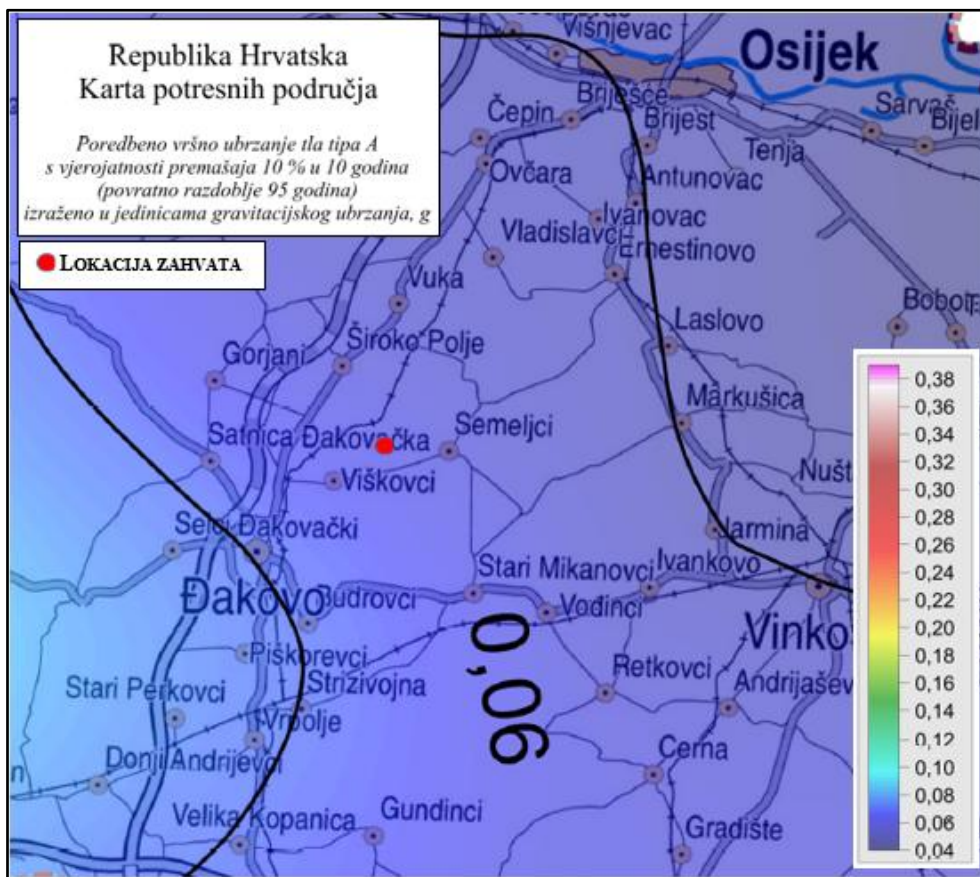 Republika Hrvatska
Karta potresnih područja
Poredbeno vršno ubrzanje tla tipa A
s vjerojatnosti premašaja 10 % u 10 godina
(povratno razdoblje 95 godina)
izraženo u jedinicama gravitacijskog ubrzanja, g
LOKACIJA ZAHVATA
Višnjevac
Osijek
Čepin
Briješće
Brijest
Sarvaš
Bijel
Tenja
Ovčara
Antunovac
Ivanovac
Vladislavci
Ernestinovo
Vuka
Laslovo
Bobot
Široko Polje
Gorjani
Markušica
Satnica Đakovačka
Semeljci
Viškovci
Nušt
Selci Đakovački
Jarmina
Stari Mikanovci
Ivankovo
Đakovo
Budrovci
Vođinci
0,06
Vinko
Piškorevci
Retkovci
Andrijašev
Stari Perkovci
Strizivojna
Vrpolje
Donji Andrijevci
Cerna
Velika Kopanica
Gundinci
Gradište
0,38
0,36
0,32
0,30
0,28
0,26
0,24
0,22
0,20
0,18
0,16
0,14
0,12
0,10
0,08
0,06
0,04